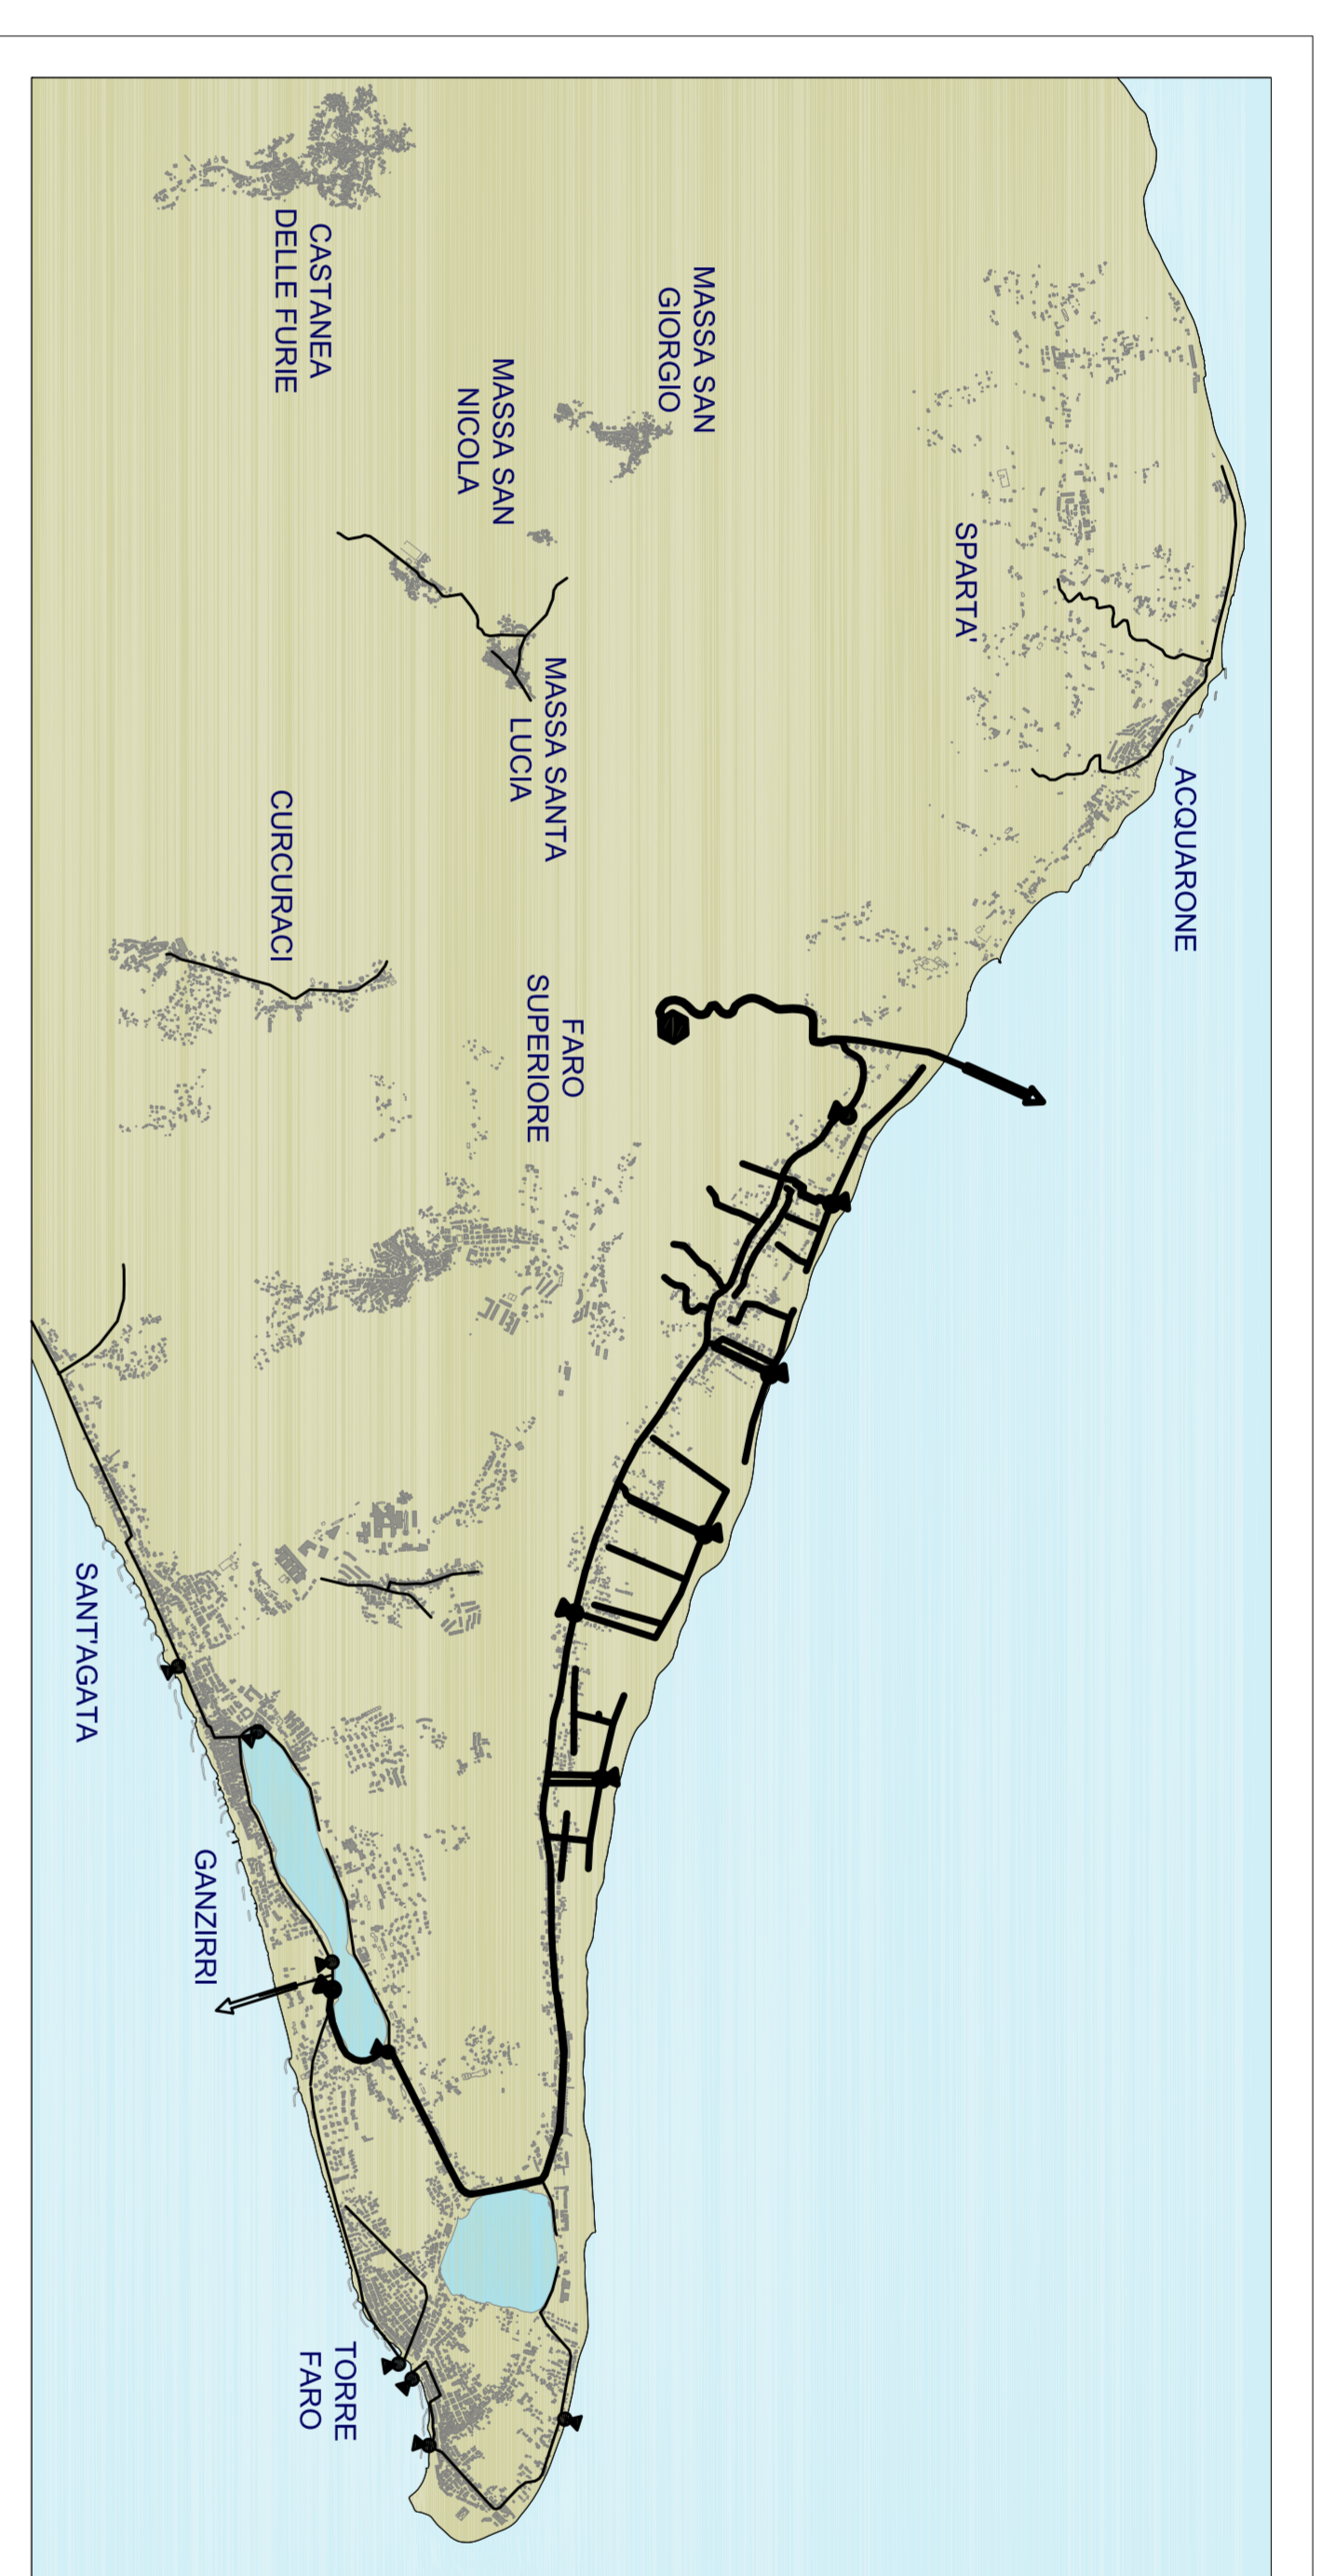 ACQUARONE
SPARTA'
MASSA SAN
GIORGIO
MASSA SAN
NICOLA
MASSA SANTA
LUCIA
CASTANEA
DELLE FURIE
CURCURACI
FARO
SUPERIORE
SANT'AGATA
GANZIRRI
TORRE
FARO